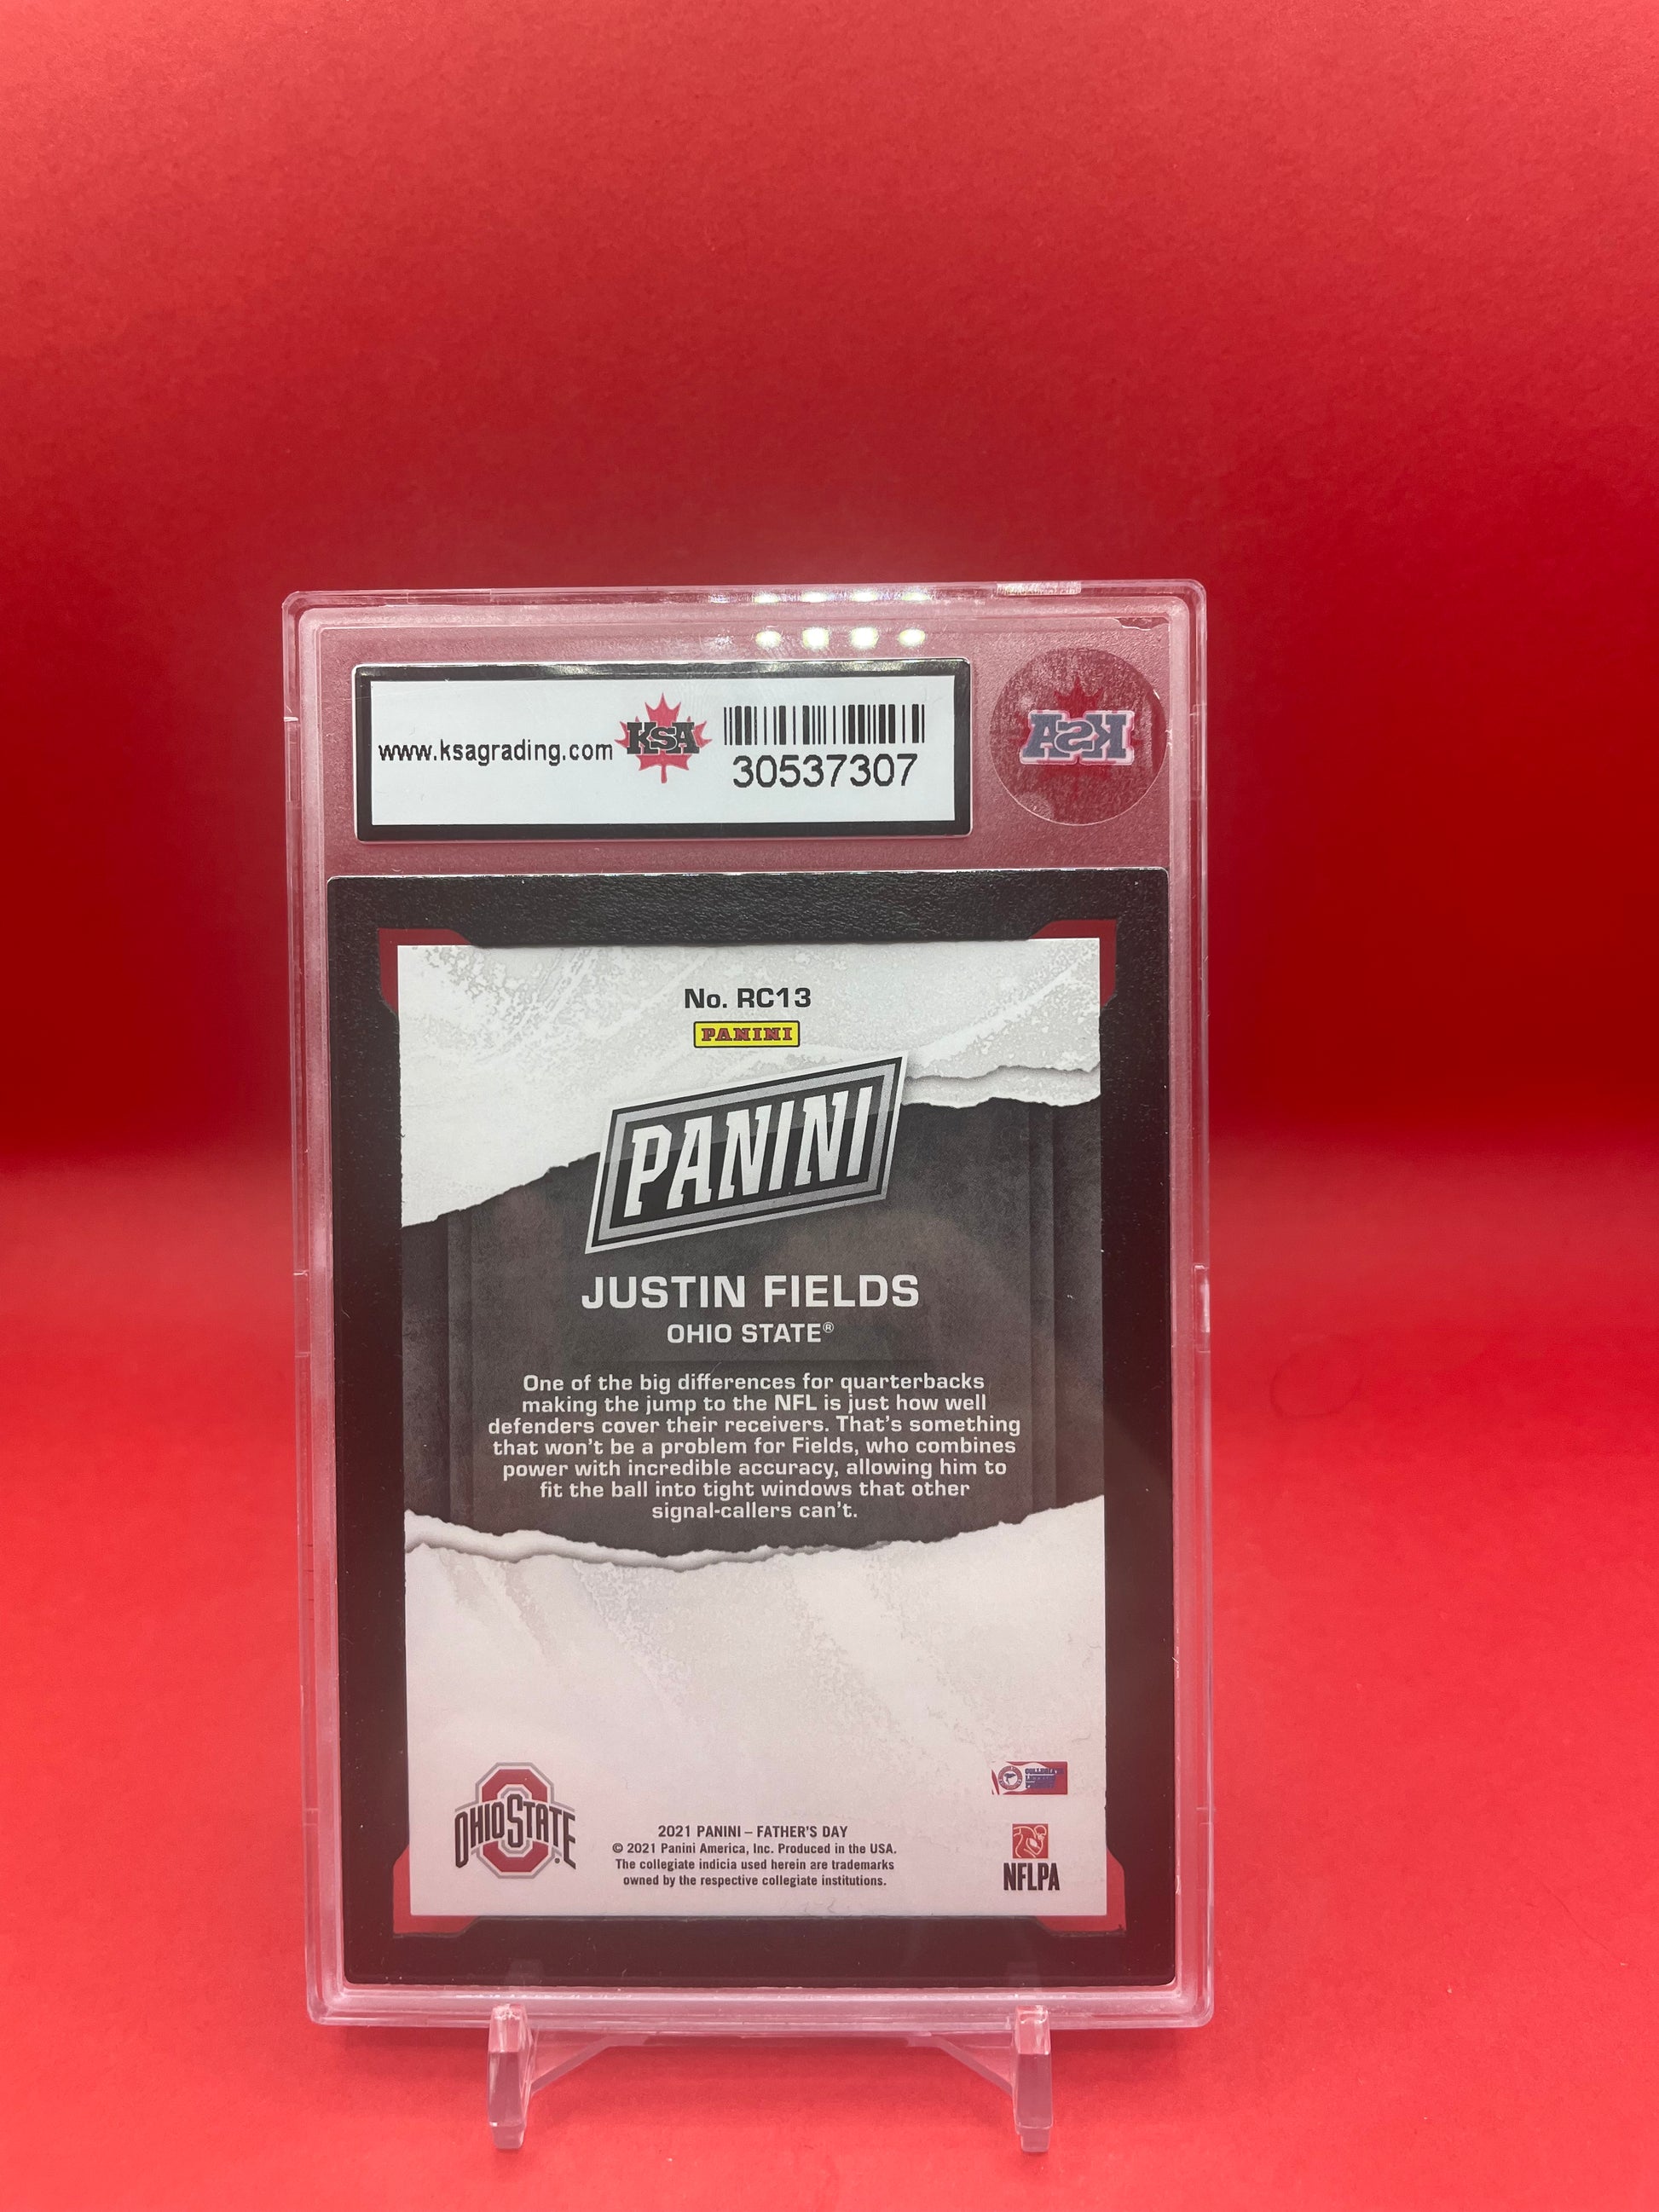 www.ksagrading.com
KSA
30537307
KSA
No. RC13
PANINI
PANINI
JUSTIN FIELDS
OHIO STATE®
One of the big differences for quarterbacks
making the jump to the NFL is just how well
defenders cover their receivers. That's something
that won't be a problem for Fields, who combines
power with incredible accuracy, allowing him to
fit the ball into tight windows that other
signal-callers can't.
OHIO STATE
2021 PANINI – FATHER'S DAY
© 2021 Panini America, Inc. Produced in the USA.
The collegiate indicia used herein are trademarks
owned by the respective collegiate institutions.
NFLPA